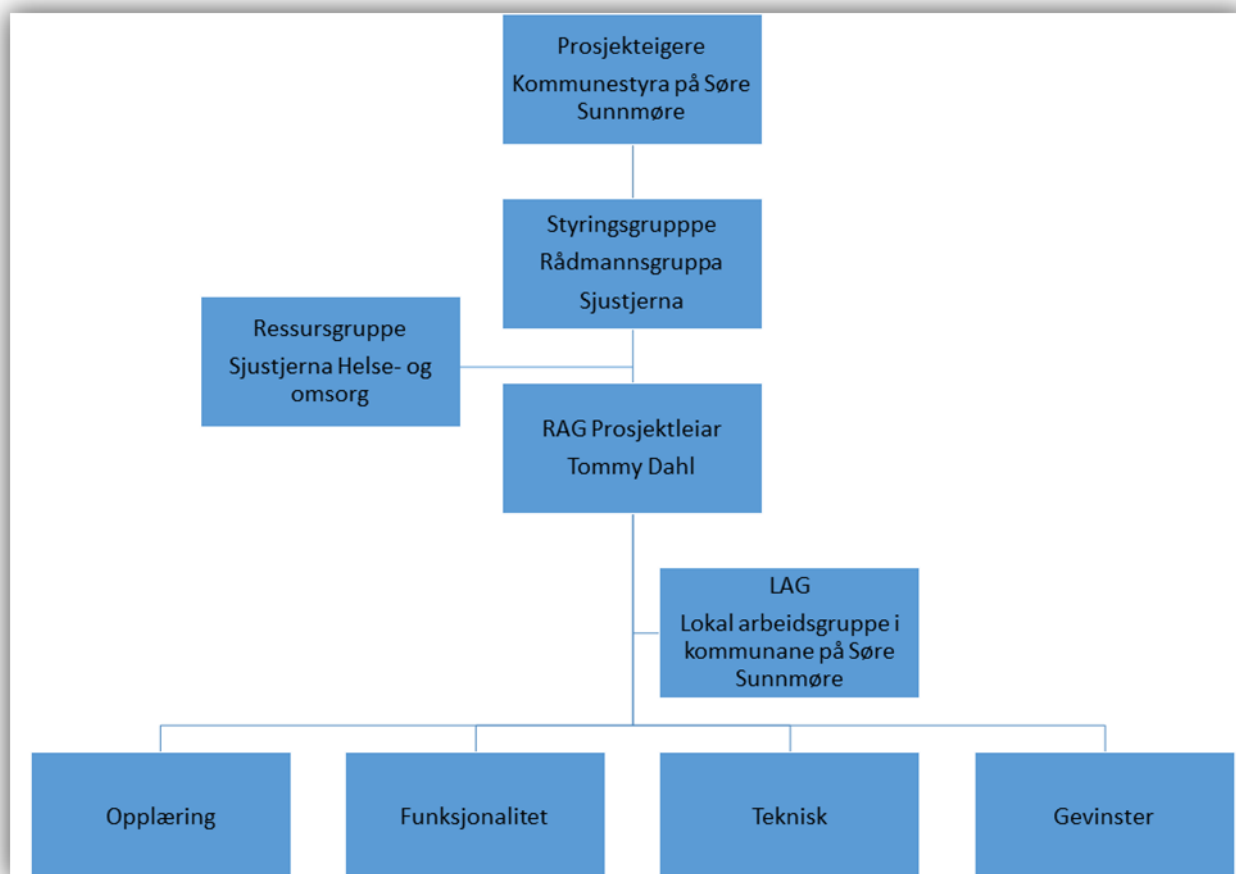 Prosjekteigere
Kommunestyra på Søre
Sunnmøre
Styringsgrupppe
Rådmannsgruppa
Sjustjerna
Ressursgruppe
Sjustjerna Helse- og
omsorg
RAG Prosjektleiar
Tommy Dahl
LAG
Lokal arbeidsgruppe i
kommunane på Søre
Sunnmøre
Opplæring
Funksjonalitet
Teknisk
Gevinster